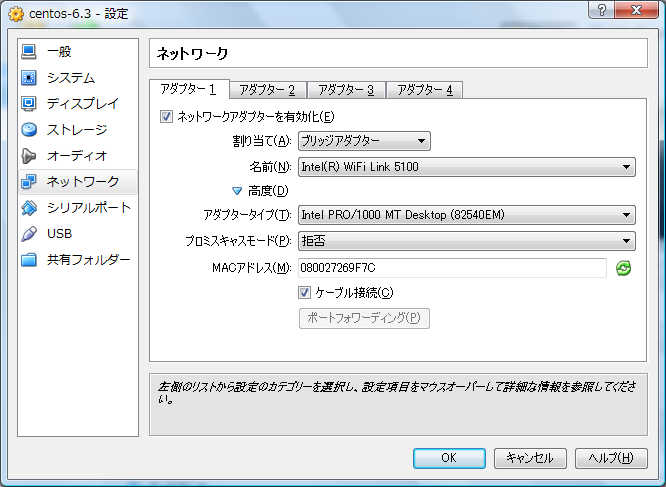 centos-6.3 - 設定
一般
システム
ディスプレイ
ストレージ
オーディオ
ネットワーク
シリアルポート
USB
共有フォルダー
ネットワーク
アダプター 1
アダプター 2
アダプター 3
アダプター 4
ネットワークアダプターを有効化(E)
割り当て(A): ブリッジアダプター
名前(N): Intel(R) WiFi Link 5100
高度(D)
アダプタータイプ(T): Intel PRO/1000 MT Desktop (82540EM)
プロミスキャスモード(P): 拒否
MACアドレス(M): 080027269F7C
ケーブル接続(C)
ポートフォワーディング(P)
左側のリストから設定のカテゴリーを選択し、設定項目をマウスオーバーして詳細な情報を参照してくださ
い。
OK
キャンセル
ヘルプ(H)